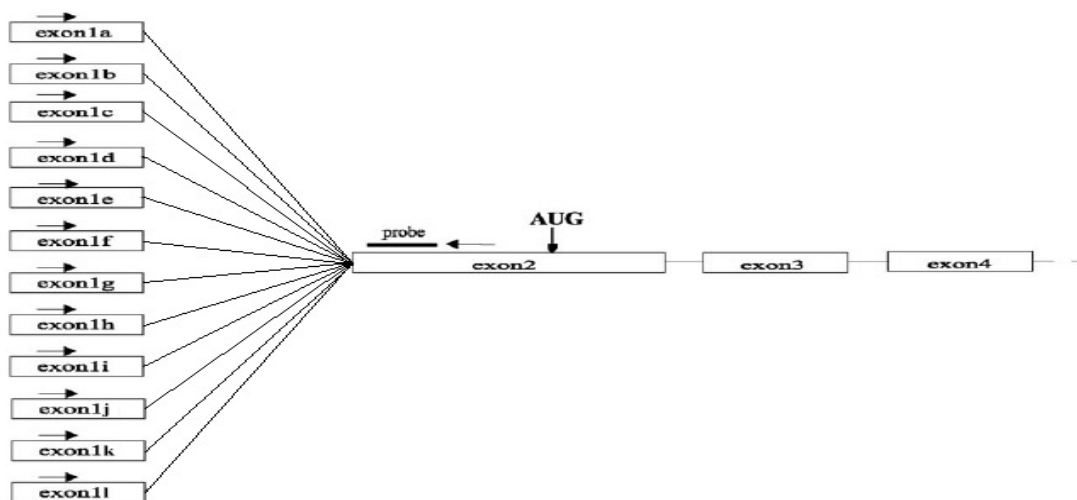 exon1a
exon1b
exon1c
exon1d
exon1e
exon1f
exon1g
exon1h
exon1i
exon1j
exon1k
exon1l
probe
AUG
exon2
exon3
exon4